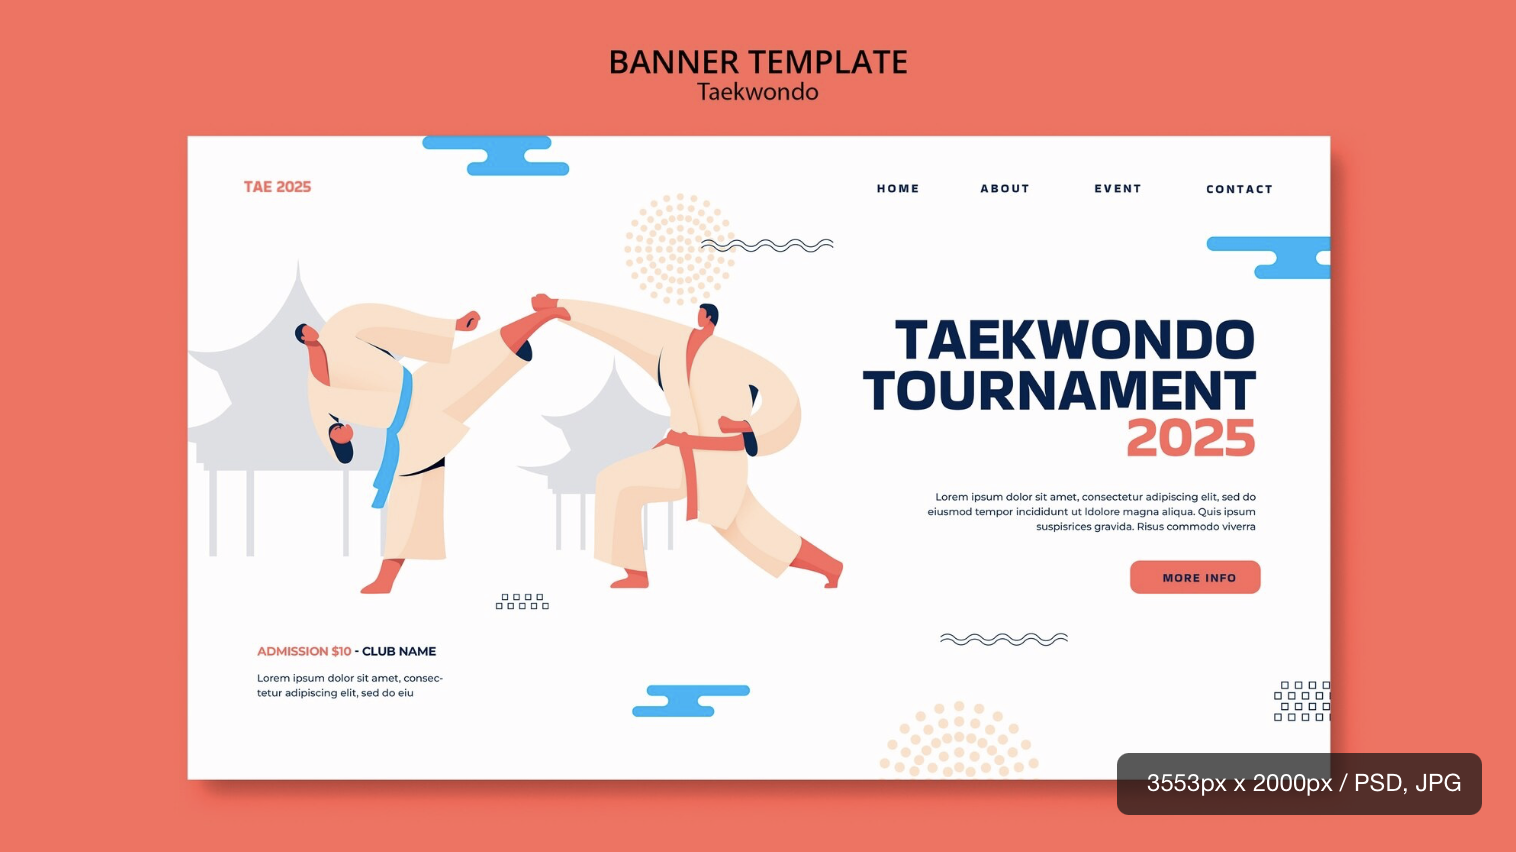 BANNER TEMPLATE
Taekwondo
TAE 2025
HOME ABOUT EVENT CONTACT
TAEKWONDO
TOURNAMENT
2025
Lorem ipsum dolor sit amet, consectetur adipiscing elit, sed do
eiusmod tempor incididunt ut ldolore magna aliqua. Quis ipsum
suspisrices gravida. Risus commodo viverra
MORE INFO
ADMISSION $10 - CLUB NAME
Lorem ipsum dolor sit amet, consec-
tetur adipiscing elit, sed do eiu
3553px x 2000px / PSD, JPG